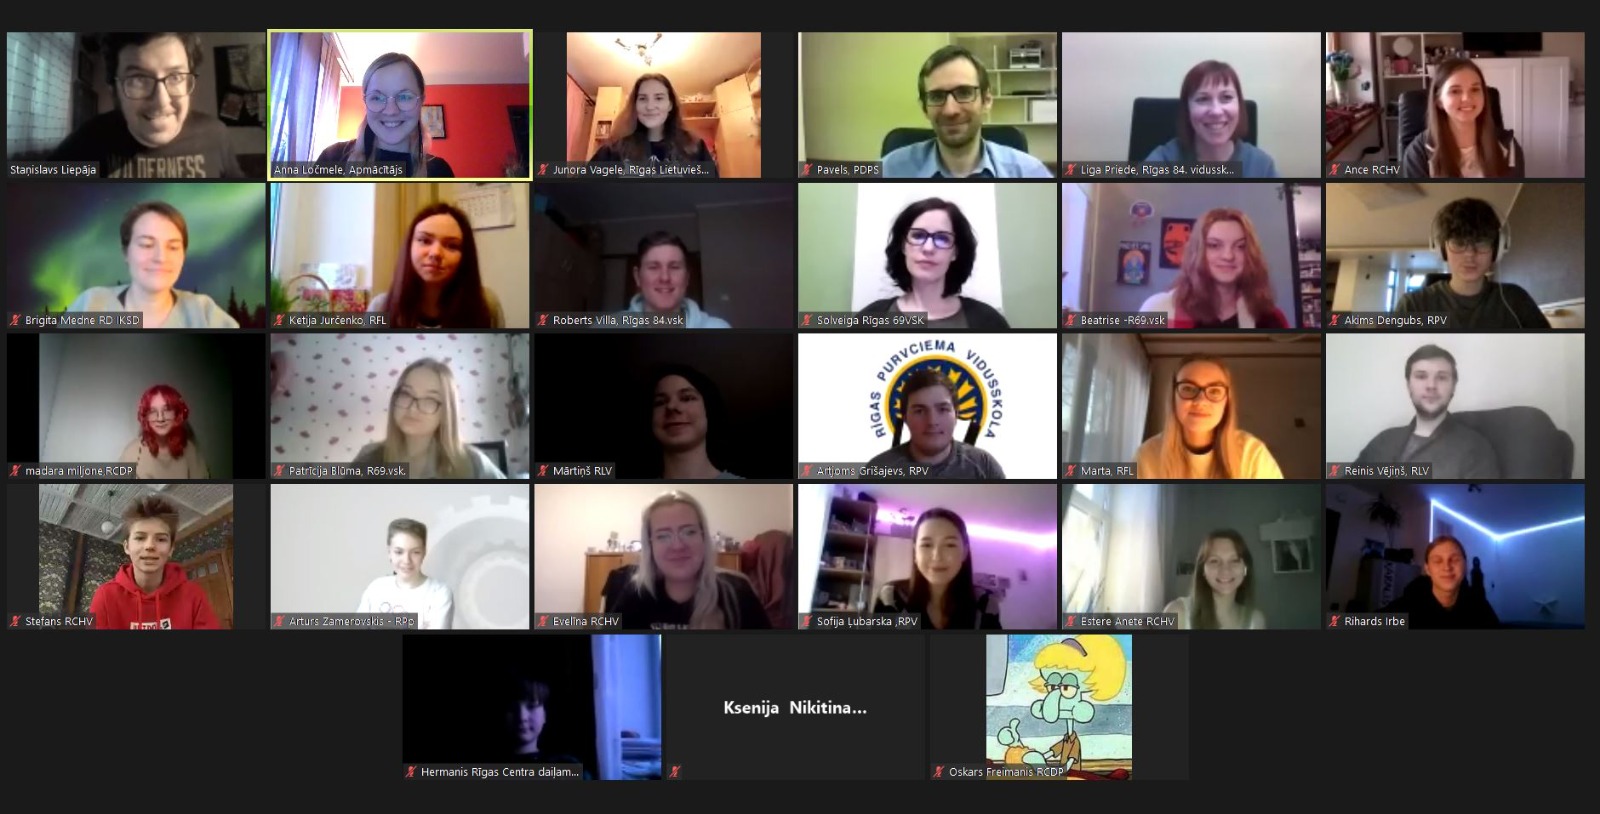 WILDERNESS
Staņislavs Liepāja
Anna Ločmele, Apmācītājs
Junora Vagele, Rīgas Lietuvieš...
Pavels, PDPS
Liga Priede, Rīgas 84. vidussk...
Ance RCHV
Brigita Medne RD IKSD
Ketija Jurčenko, RFL
Roberts Villa, Rīgas 84.vsk
Solveiga Rīgas 69VSK
Beatrise -R69.vsk
Akims Dengubs, RPV
madara miljone,RCDP
Patrīcija Blūma, R69.vsk.
Mārtiņš RLV
RĪGAS PURVCIEMA VIDUSSKOLA
Artjoms Grišajevs, RPV
Marta, RFL
Reinis Vējiņš, RLV
Stefans RCHV
Arturs Zamerovskis - RPp
Evelīna RCHV
Sofija Ļubarska ,RPV
Estere Anete RCHV
Rihards Irbe
Hermanis Rīgas Centra daiļam...
Ksenija Nikitina...
Oskars Freimanis RCDP